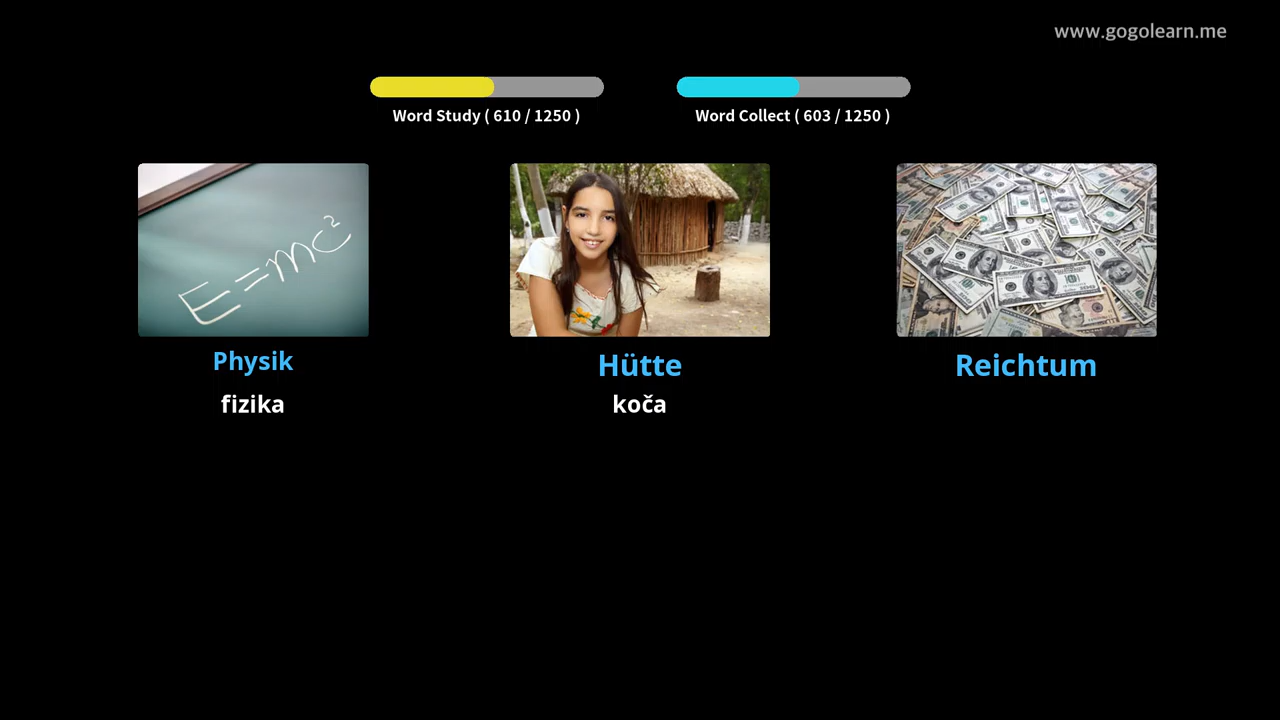 www.gogolearn.me
Word Study ( 610 / 1250 )
Word Collect ( 603 / 1250 )
E=mc²
Physik
Hütte
Reichtum
fizika
koča